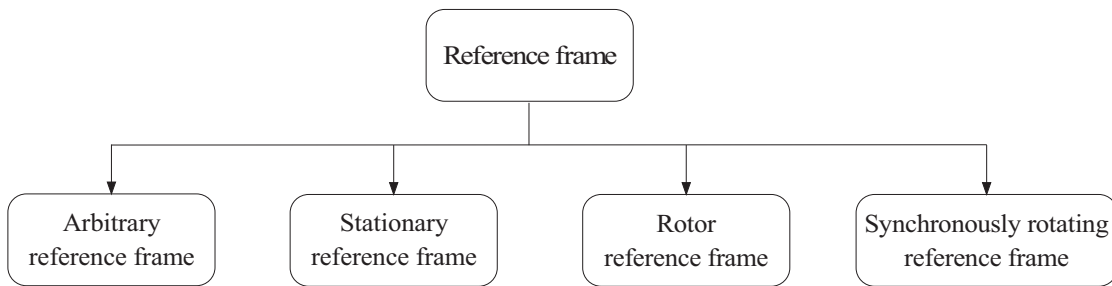 Reference frame
Arbitrary
reference frame
Stationary
reference frame
Rotor
reference frame
Synchronously rotating
reference frame